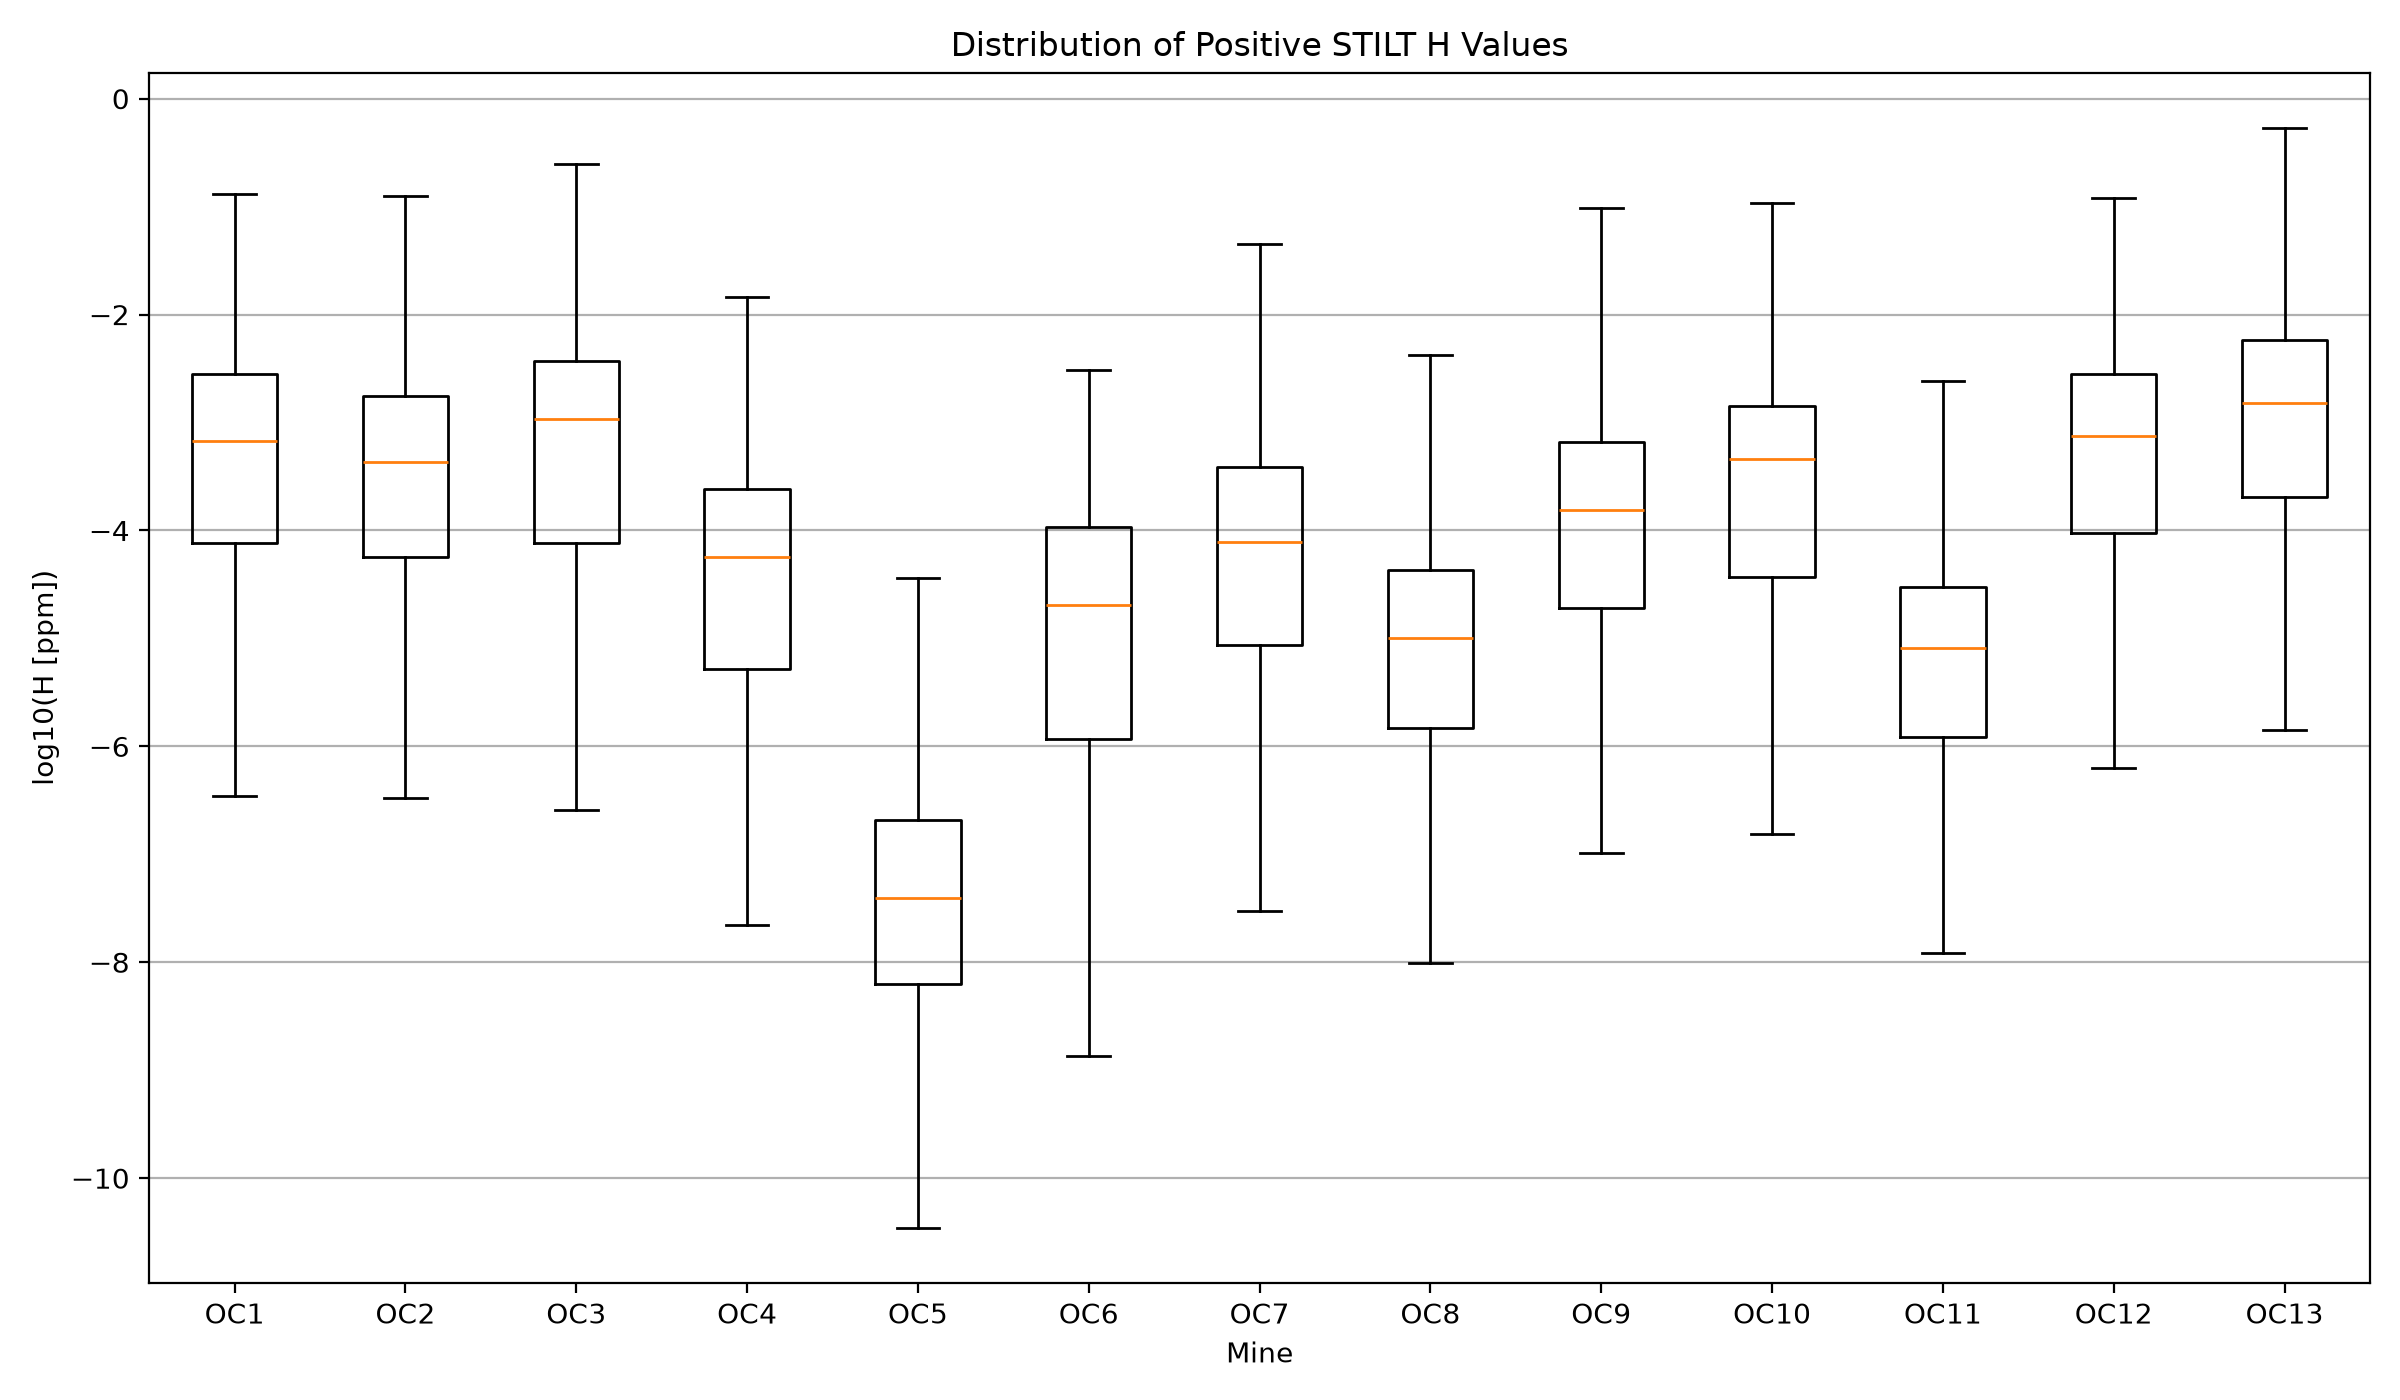 Distribution of Positive STILT H Values
0
−2
−4
−6
−8
−10
log10(H [ppm])
OC1 OC2 OC3 OC4 OC5 OC6 OC7 OC8 OC9 OC10 OC11 OC12 OC13
Mine